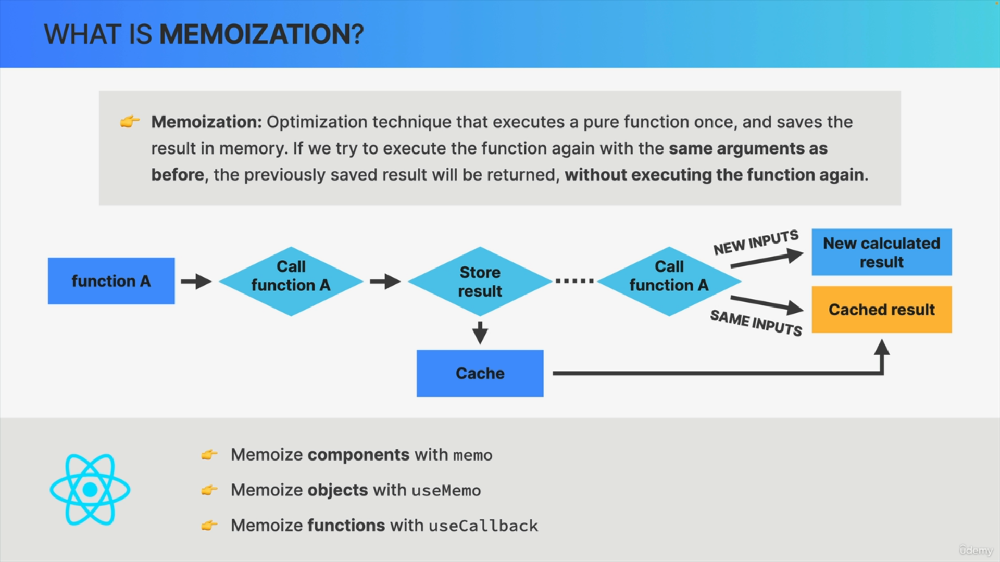 WHAT IS MEMOIZATION?
Memoization: Optimization technique that executes a pure function once, and saves the
result in memory. If we try to execute the function again with the same arguments as
before, the previously saved result will be returned, without executing the function again.
function A
Call
function A
Store
result
Call
function A
NEW INPUTS
SAME INPUTS
New calculated
result
Cached result
Cache
Memoize components with memo
Memoize objects with useMemo
Memoize functions with useCallback
ûdemy